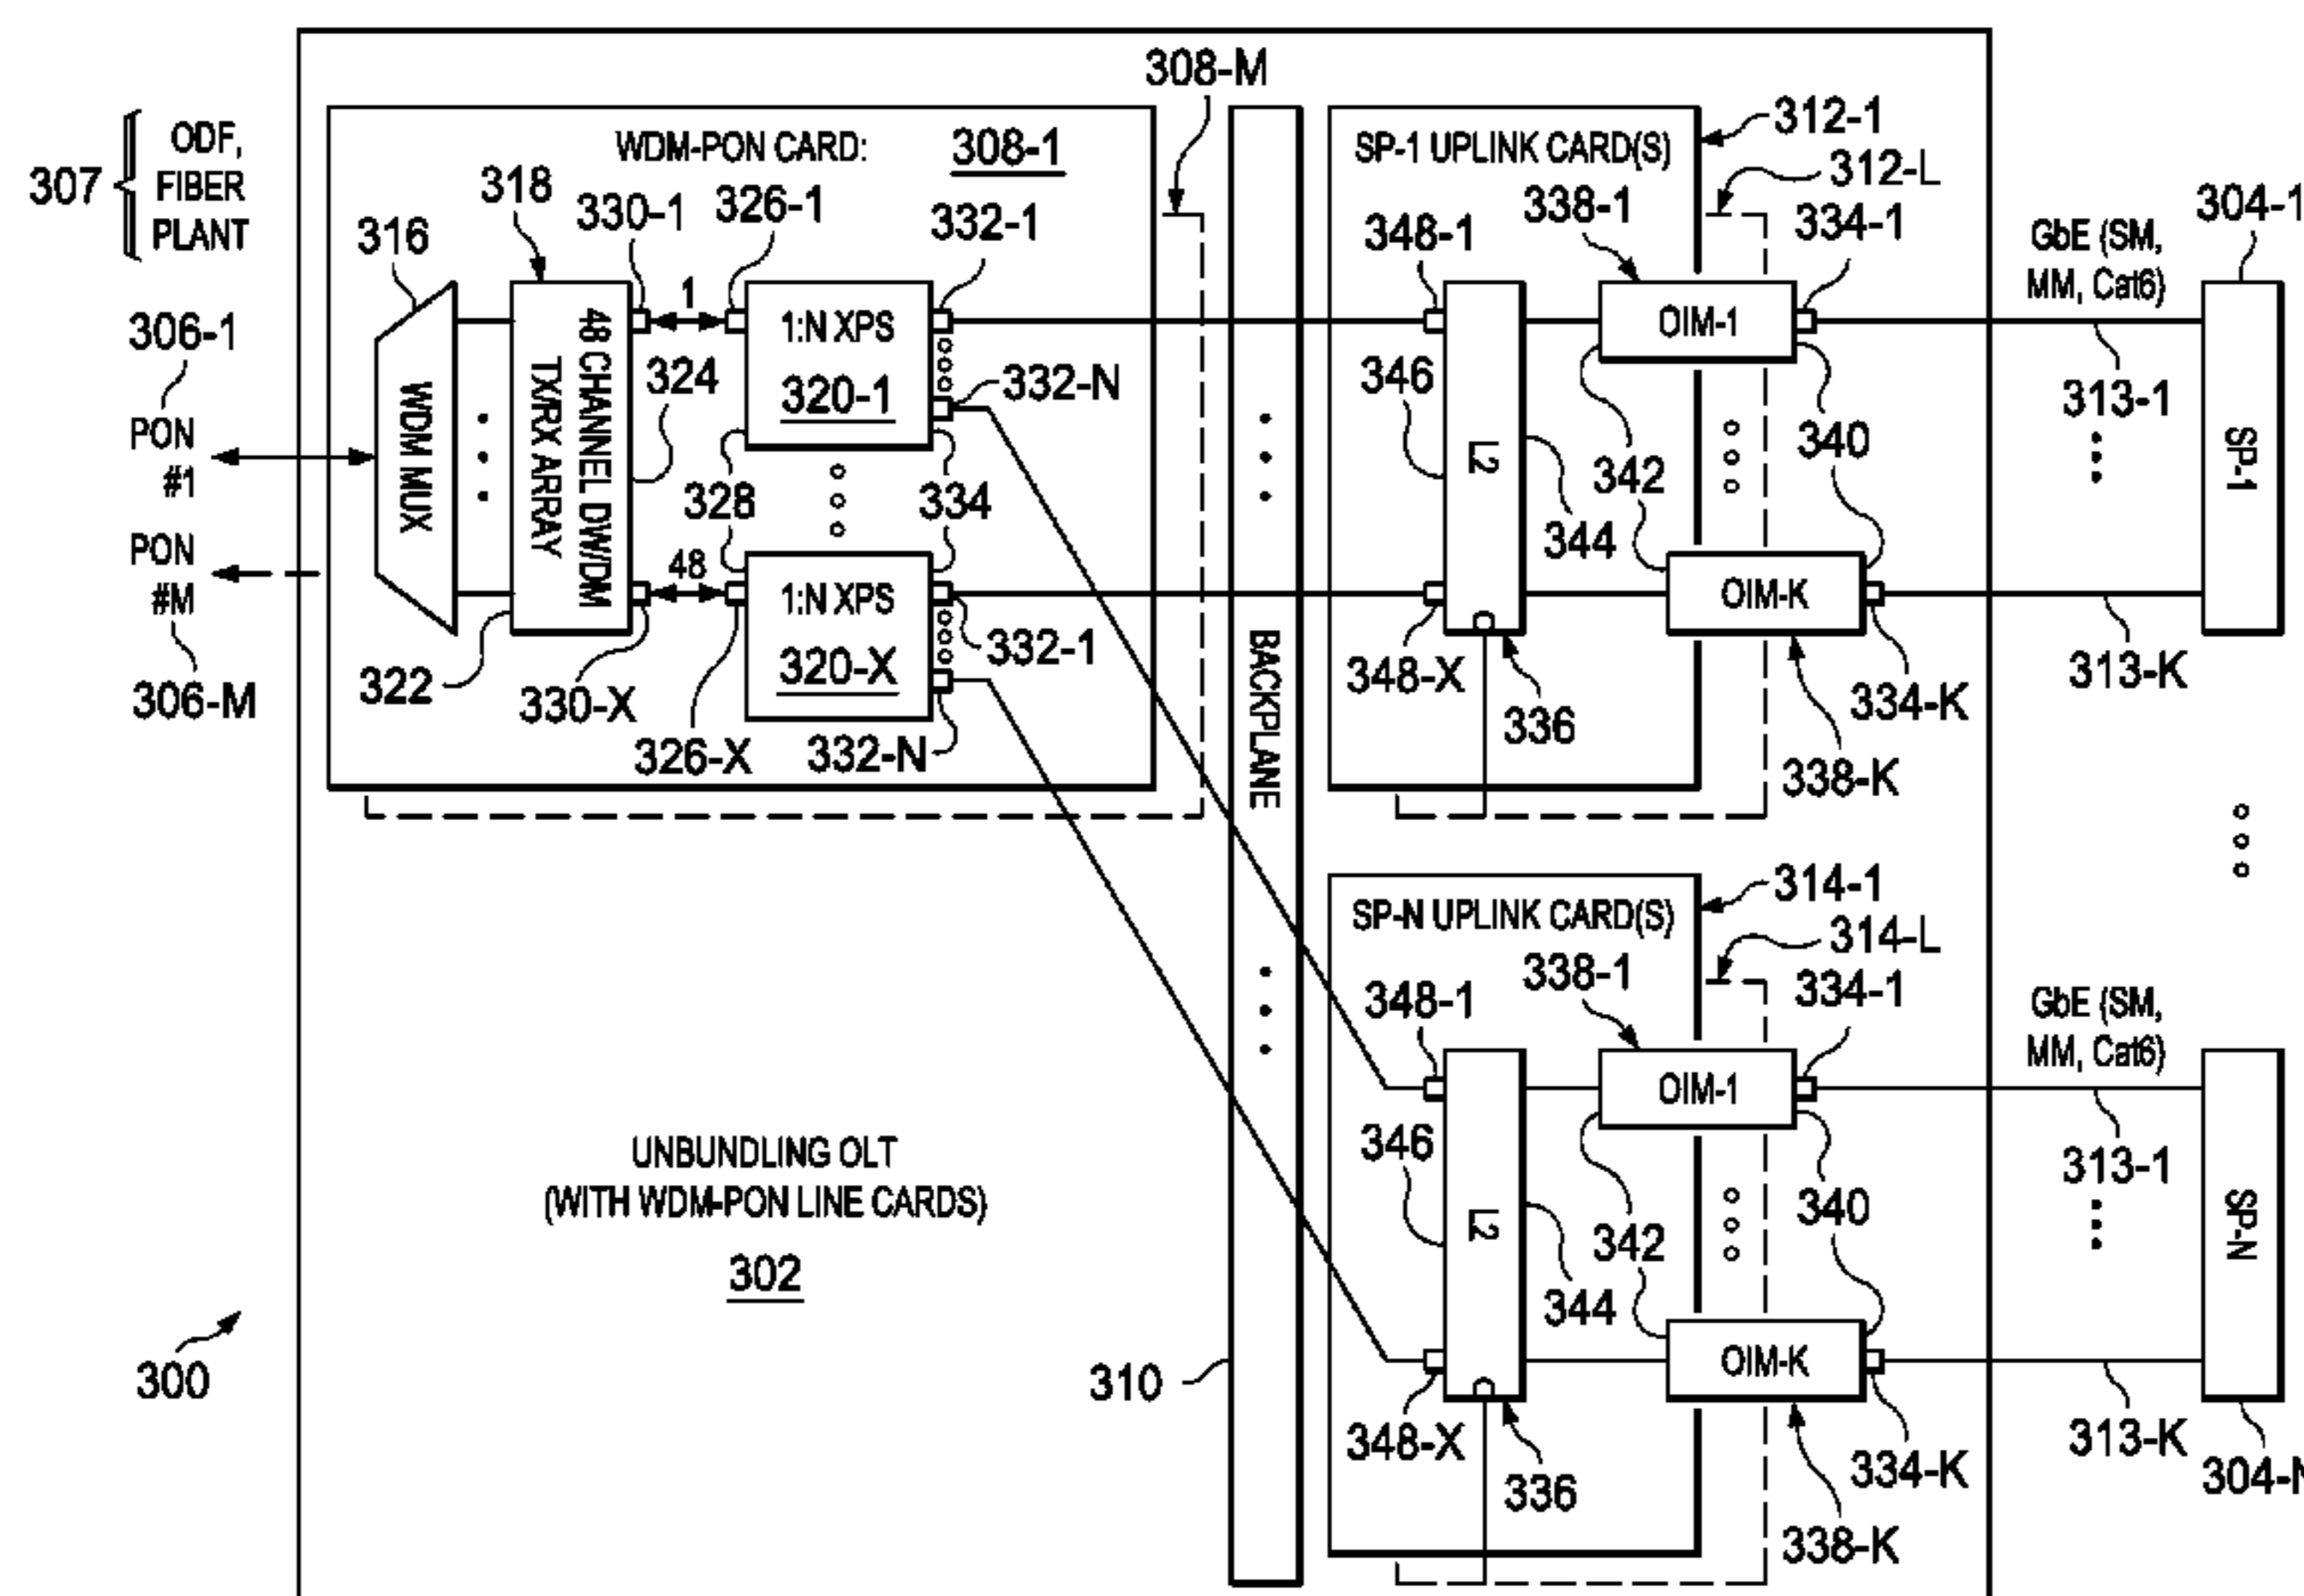 308-M
307
ODF,
FIBER
PLANT
WDM-PON CARD:
308-1
318
330-1
326-1
332-1
316
306-1
PON
#1
PON
#M
306-M
WDM MUX
48 CHANNEL DW/DM
TX/RX ARRAY
1
324
1:N XPS
320-1
332-N
328
334
48
1:N XPS
320-X
332-1
322
330-X
326-X
332-N
BACKPLANE
310
SP-1 UPLINK CARD(S)
312-1
312-L
338-1
334-1
348-1
346
L2
OIM-1
342
340
344
OIM-K
348-X
336
334-K
338-K
GbE (SM,
MM, Cat6)
313-1
313-K
304-1
SP-1
SP-N UPLINK CARD(S)
314-1
314-L
338-1
334-1
348-1
346
L2
OIM-1
342
340
344
OIM-K
348-X
336
334-K
338-K
GbE (SM,
MM, Cat6)
313-1
313-K
SP-N
304-N
UNBUNDLING OLT
(WITH WDM-PON LINE CARDS)
302
300